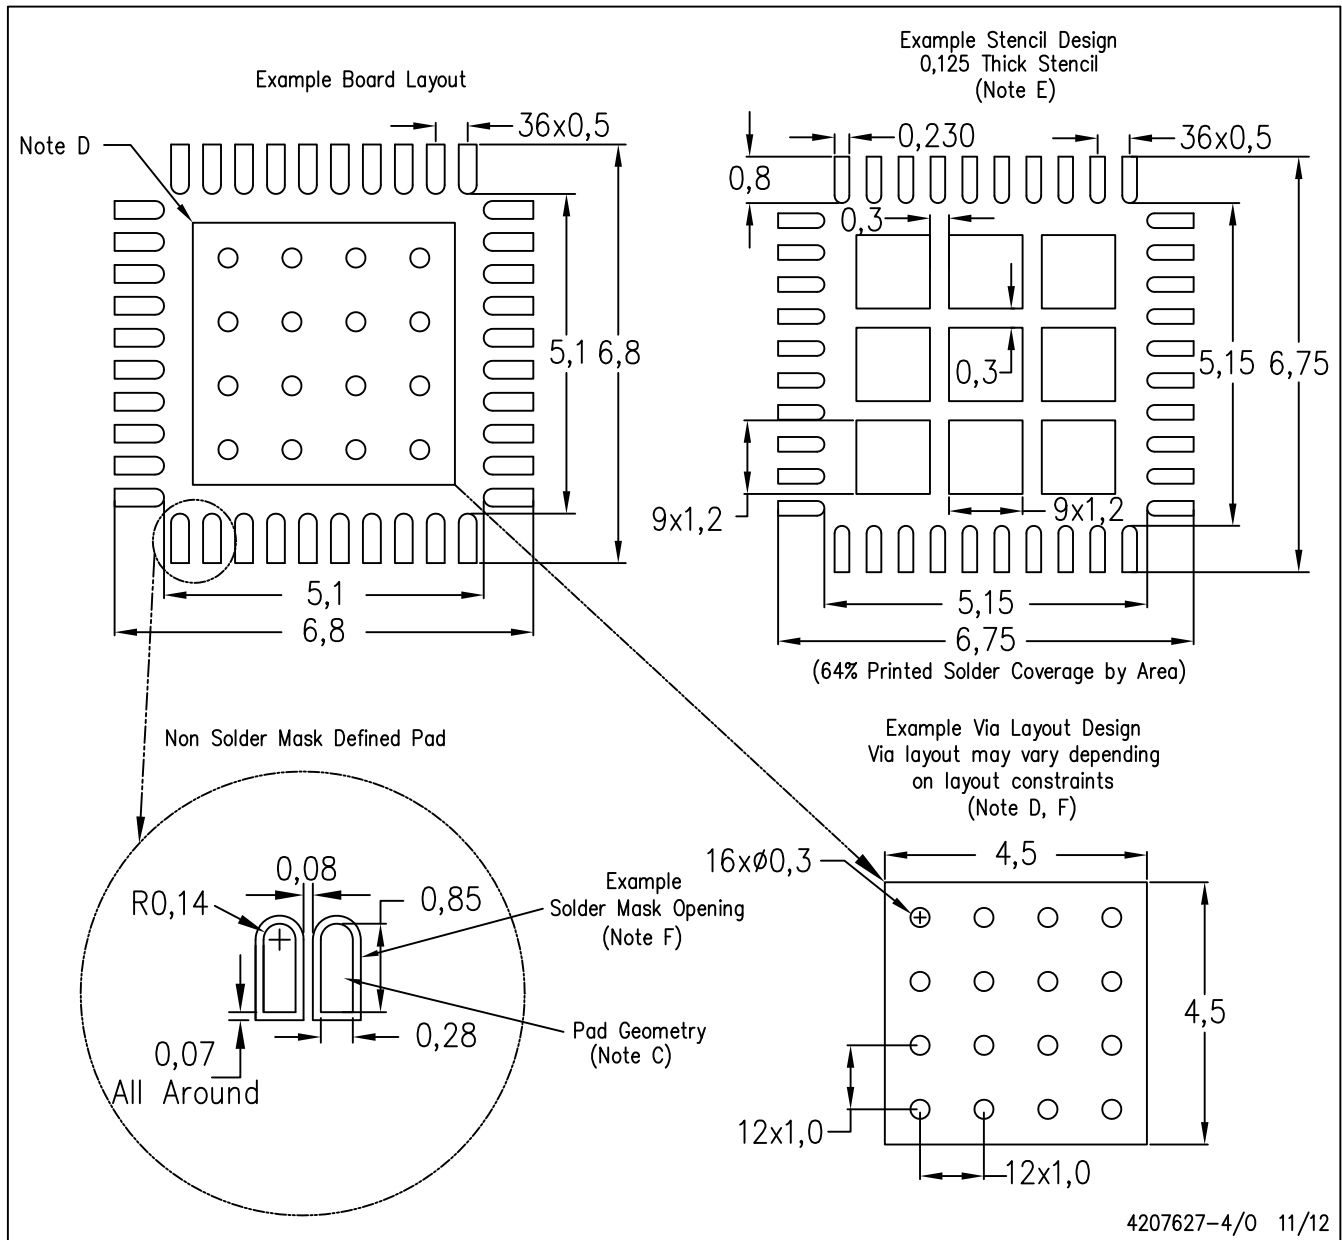 Example Board Layout
Note D
36x0,5
5,1
6,8
5,1
6,8
Example Stencil Design
0,125 Thick Stencil
(Note E)
0,230
36x0,5
0,8
0,3
0,3
5,15
6,75
9x1,2
9x1,2
5,15
6,75
(64% Printed Solder Coverage by Area)
Non Solder Mask Defined Pad
0,08
R0,14
0,85
Example
Solder Mask Opening
(Note F)
0,28
Pad Geometry
(Note C)
0,07
All Around
Example Via Layout Design
Via layout may vary depending
on layout constraints
(Note D, F)
16xø0,3
4,5
4,5
12x1,0
12x1,0
4207627-4/O 11/12